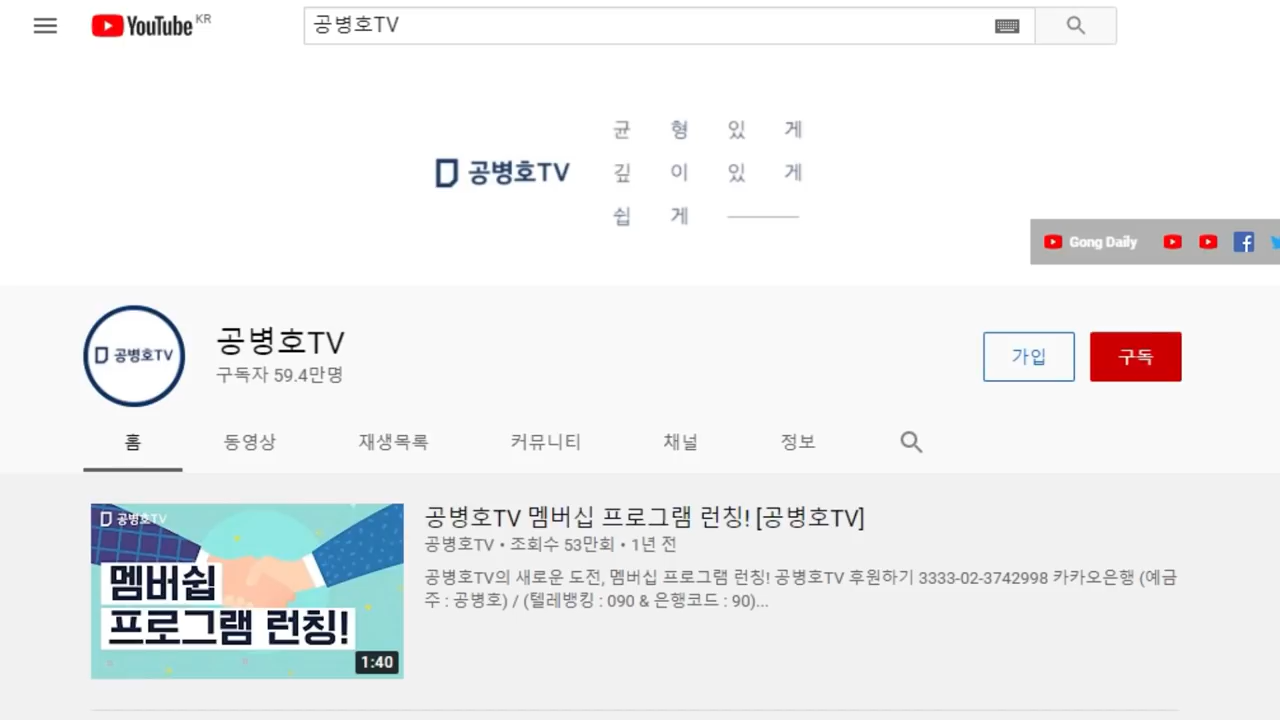 YouTube KR
공병호TV
균 형 있 게
공병호TV 깊 이 있 게
쉽 게
Gong Daily
공병호TV
공병호TV
구독자 59.4만명
가입
구독
홈 동영상 재생목록 커뮤니티 채널 정보
공병호TV
멤버쉽
프로그램 런칭!
1:40
공병호TV 멤버십 프로그램 런칭! [공병호TV]
공병호TV • 조회수 53만회 • 1년 전
공병호TV의 새로운 도전, 멤버십 프로그램 런칭! 공병호TV 후원하기 3333-02-3742998 카카오은행 (예금
주 : 공병호) / (텔레뱅킹 : 090 & 은행코드 : 90)...